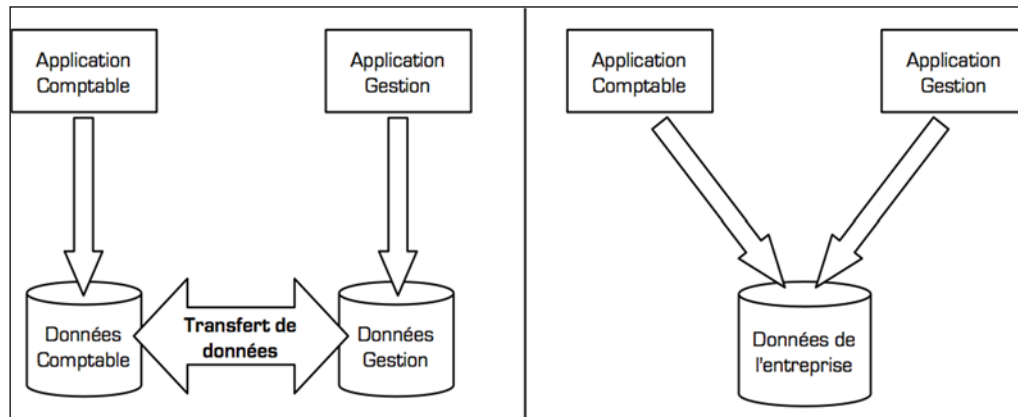 Application
Comptable
Application
Gestion
Données
Comptable
Transfert de
données
Données
Gestion
Application
Comptable
Application
Gestion
Données de
l'entreprise